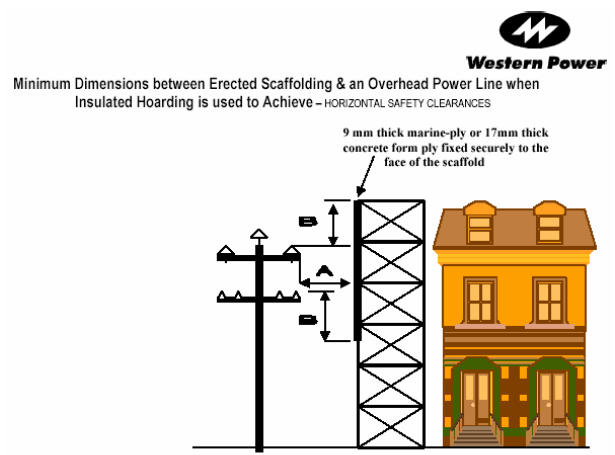 Western Power
Minimum Dimensions between Erected Scaffolding & an Overhead Power Line when
Insulated Hoarding is used to Achieve – HORIZONTAL SAFETY CLEARANCES
9 mm thick marine-ply or 17mm thick
concrete form ply fixed securely to the
face of the scaffold
B
A
B